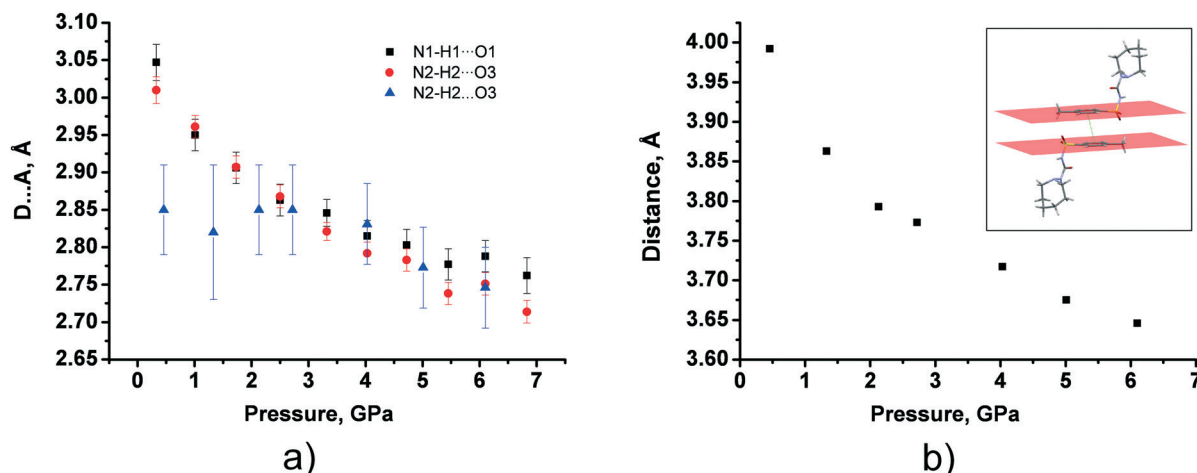 3.10
3.05
3.00
2.95
2.90
2.85
2.80
2.75
2.70
2.65
D...A, Å
N1-H1···O1
N2-H2···O3
N2-H2...O3
0 1 2 3 4 5 6 7
Pressure, GPa
a)
4.00
3.95
3.90
3.85
3.80
3.75
3.70
3.65
3.60
Distance, Å
0 1 2 3 4 5 6 7
Pressure, GPa
b)